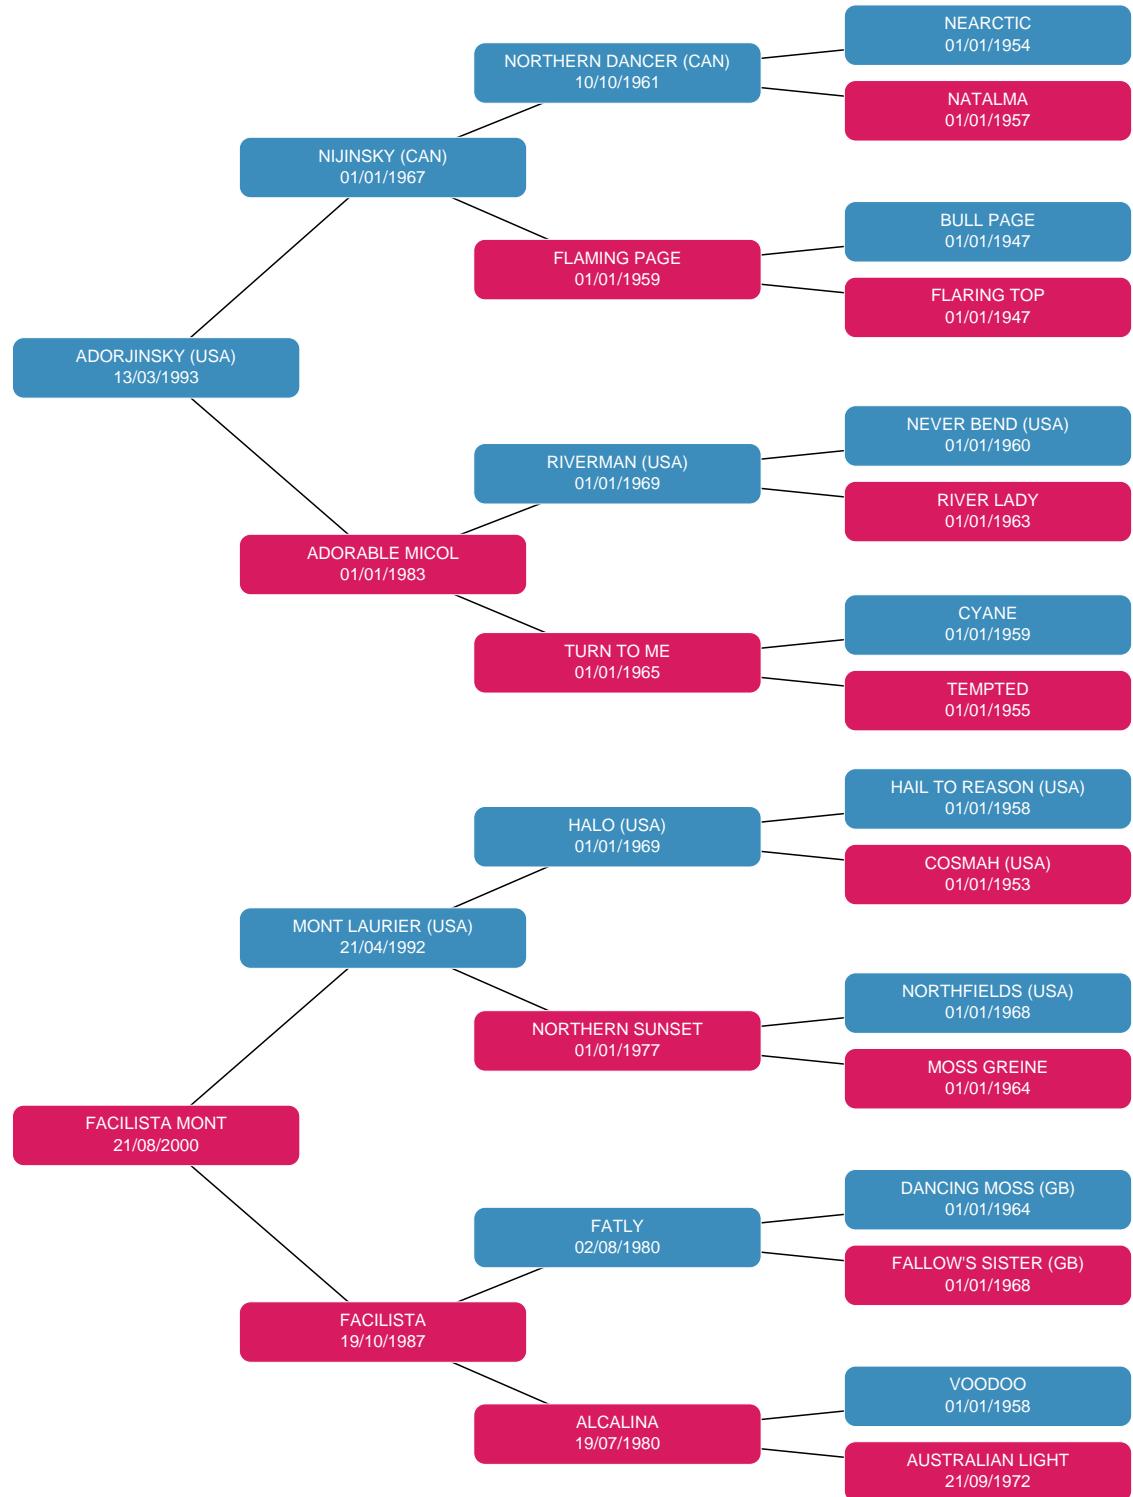 NEARCTIC
01/01/1954
NORTHERN DANCER (CAN)
10/10/1961
NATALMA
01/01/1957
NIJINSKY (CAN)
01/01/1967
BULL PAGE
01/01/1947
FLAMING PAGE
01/01/1959
FLARING TOP
01/01/1947
ADORJINSKY (USA)
13/03/1993
NEVER BEND (USA)
01/01/1960
RIVERMAN (USA)
01/01/1969
RIVER LADY
01/01/1963
ADORABLE MICOL
01/01/1983
CYANE
01/01/1959
TURN TO ME
01/01/1965
TEMPTED
01/01/1955
HAIL TO REASON (USA)
01/01/1958
HALO (USA)
01/01/1969
COSMAH (USA)
01/01/1953
MONT LAURIER (USA)
21/04/1992
NORTHFIELDS (USA)
01/01/1968
NORTHERN SUNSET
01/01/1977
MOSS GREINE
01/01/1964
FACILISTA MONT
21/08/2000
DANCING MOSS (GB)
01/01/1964
FATLY
02/08/1980
FALLOW'S SISTER (GB)
01/01/1968
FACILISTA
19/10/1987
VOODOO
01/01/1958
ALCALINA
19/07/1980
AUSTRALIAN LIGHT
21/09/1972